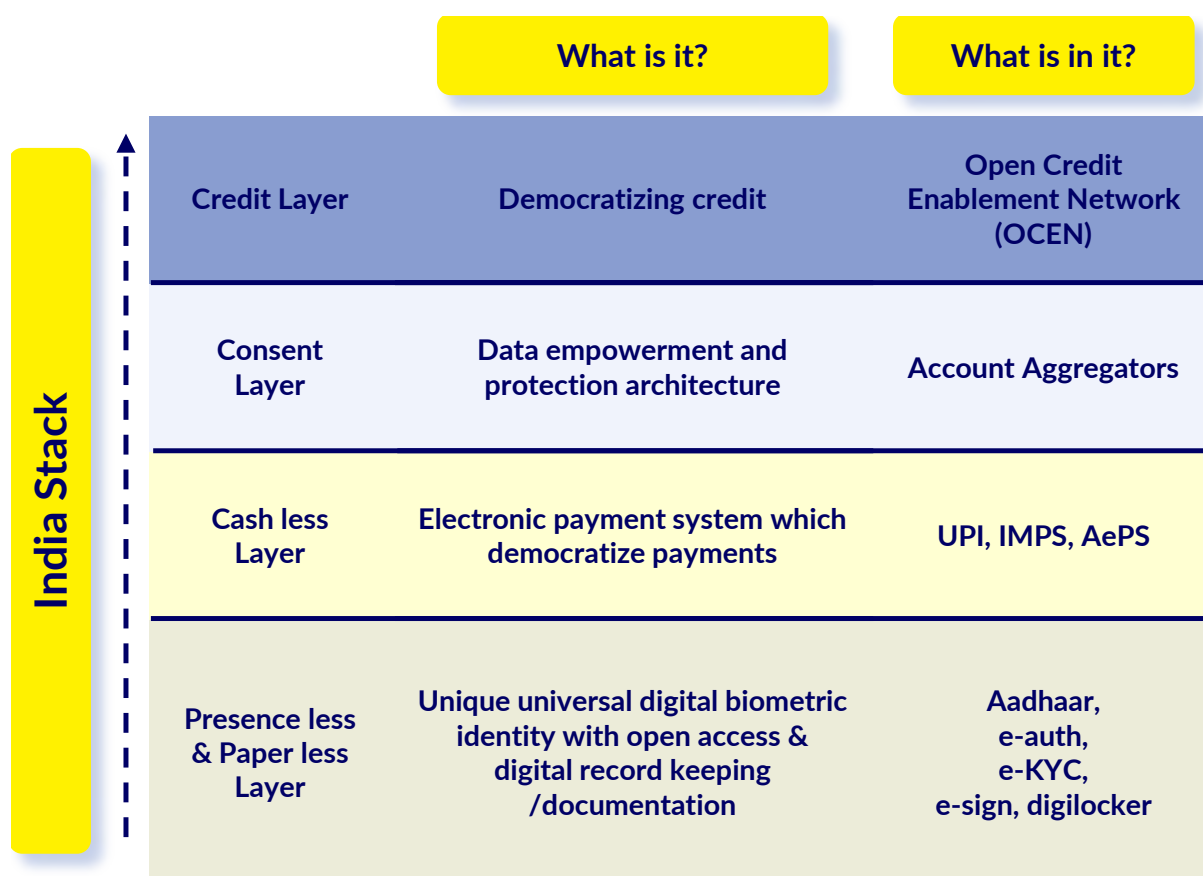 What is it?
What is in it?
India Stack
Credit Layer
Democratizing credit
Open Credit
Enablement Network
(OCEN)
Consent
Layer
Data empowerment and
protection architecture
Account Aggregators
Cash less
Layer
Electronic payment system which
democratize payments
UPI, IMPS, AePS
Presence less
& Paper less
Layer
Unique universal digital biometric
identity with open access &
digital record keeping
/documentation
Aadhaar,
e-auth,
e-KYC,
e-sign, digilocker